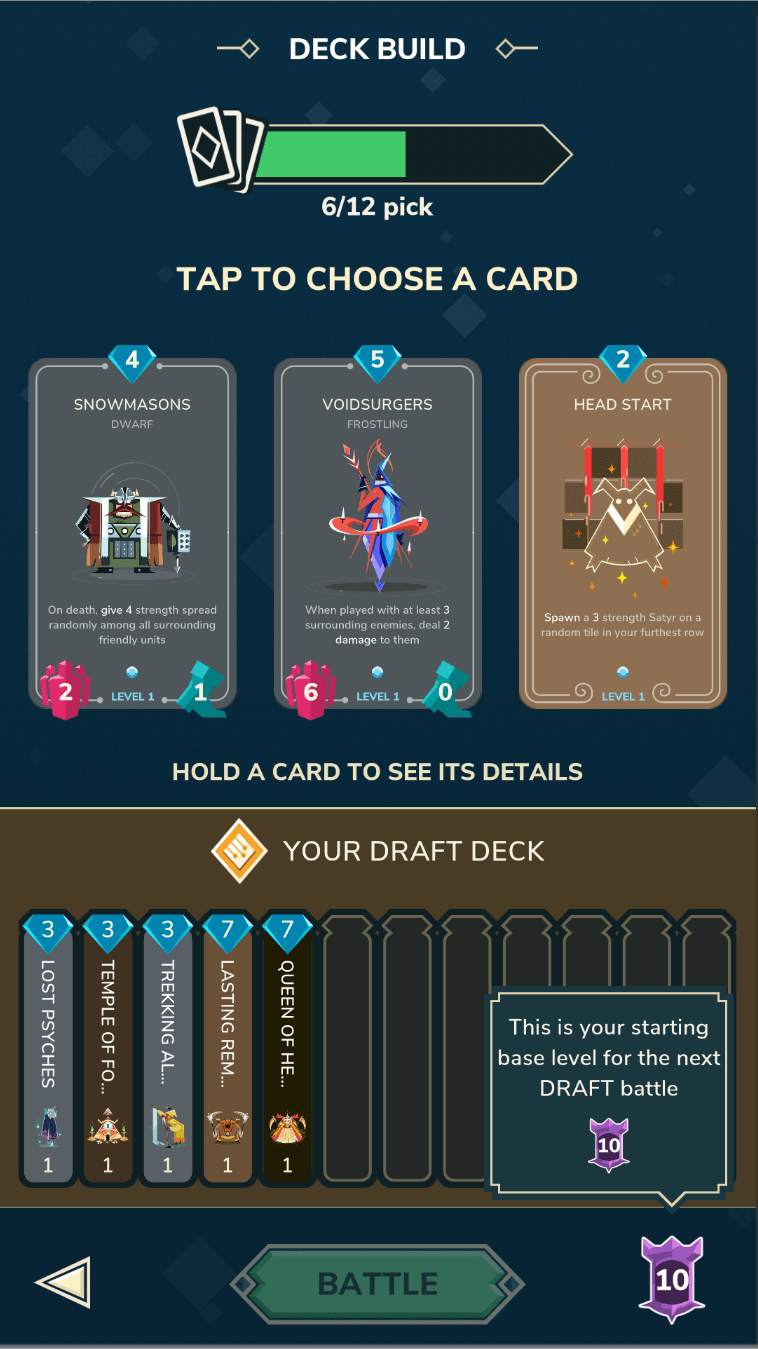 DECK BUILD
6/12 pick
TAP TO CHOOSE A CARD
4
SNOWMASONS
DWARF
On death, give 4 strength spread
randomly among all surrounding
friendly units
2
LEVEL 1
1
5
VOIDSURGERS
FROSTLING
When played with at least 3
surrounding enemies, deal 2
damage to them
6
LEVEL 1
0
2
HEAD START
Spawn a 3 strength Satyr on a
random tile in your furthest row
LEVEL 1
HOLD A CARD TO SEE ITS DETAILS
YOUR DRAFT DECK
3
LOST PSYCHES
1
3
TEMPLE OF FO...
1
3
TREKKING AL...
1
7
LASTING REM...
1
7
QUEEN OF HE...
1
This is your starting
base level for the next
DRAFT battle
10
BATTLE
10